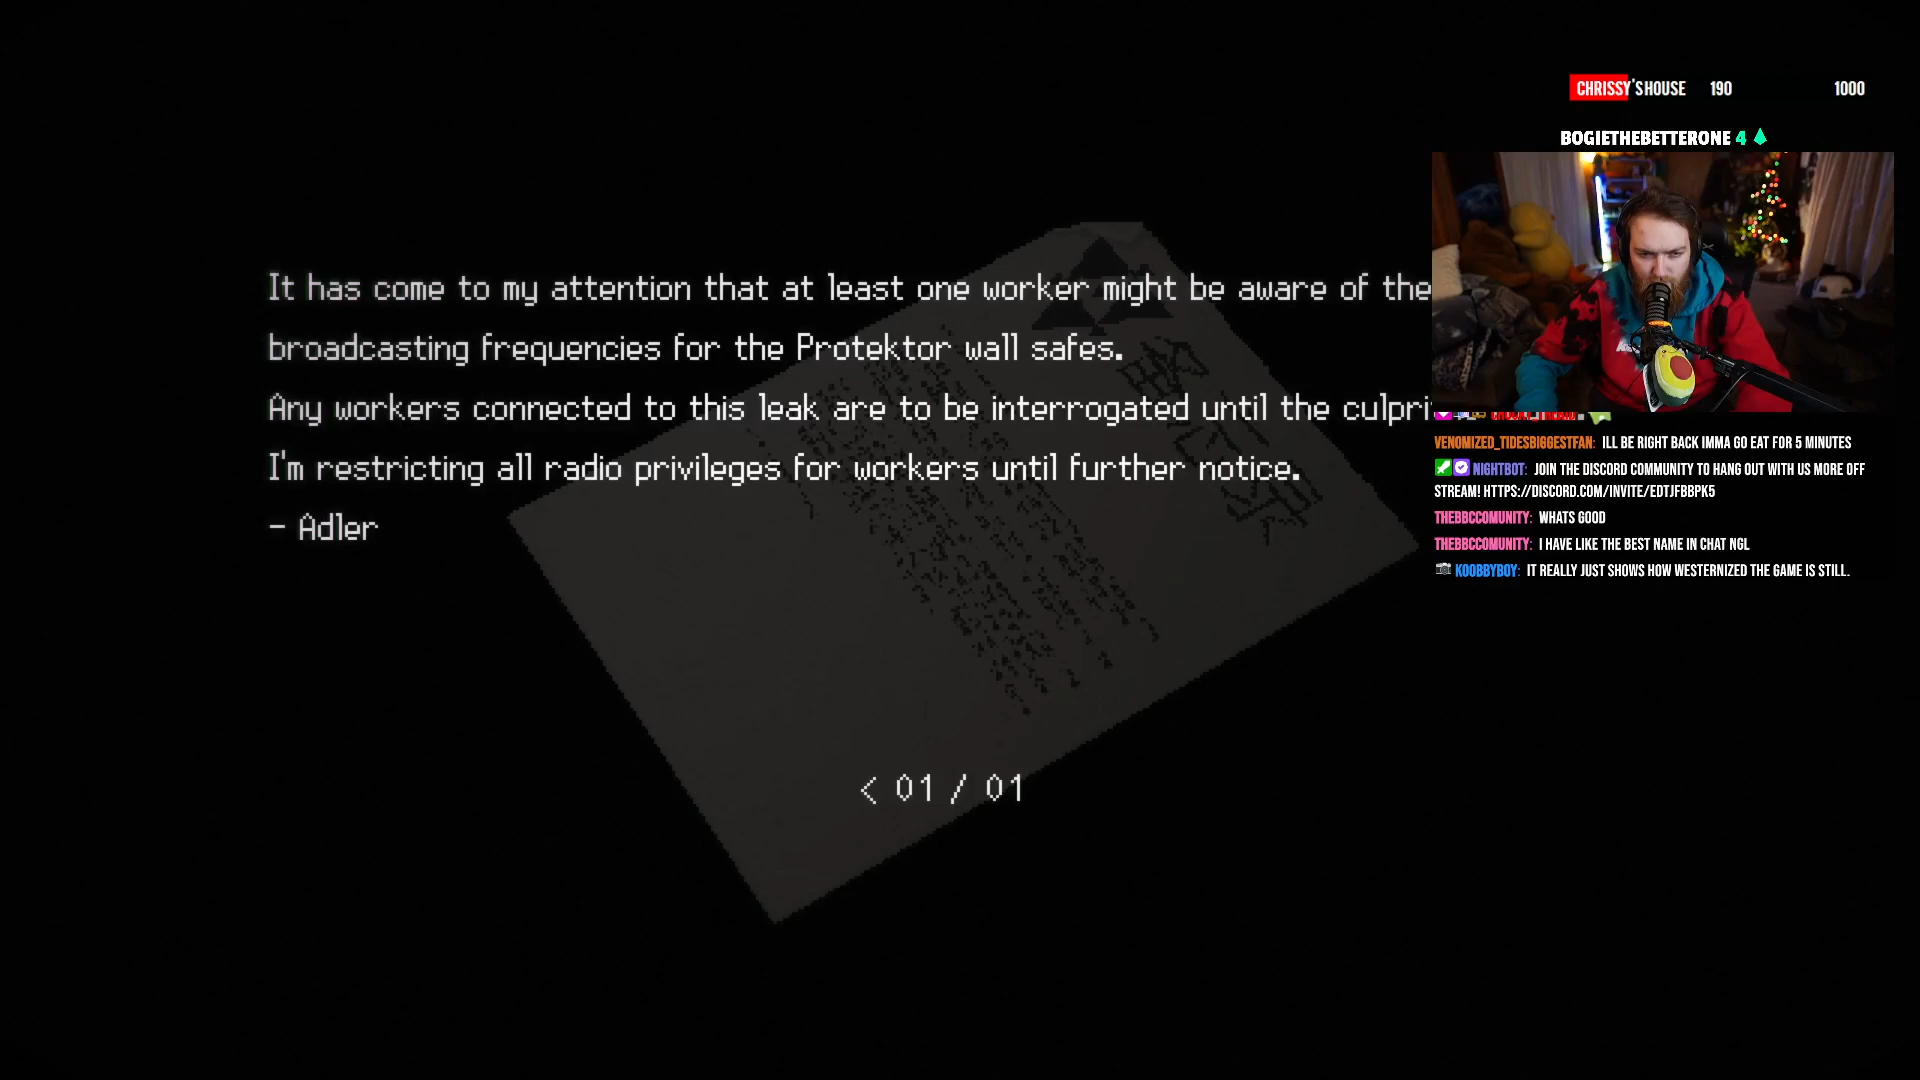 CHRISSY'S HOUSE 190 1000
BOGIETHEBETTERONE 4
It has come to my attention that at least one worker might be aware of the
broadcasting frequencies for the Protektor wall safes.
Any workers connected to this leak are to be interrogated until the culpri
I'm restricting all radio privileges for workers until further notice.
- Adler
< 01 / 01
VENOMIZED_TIDESBIGGESTFAN: ILL BE RIGHT BACK IMMA GO EAT FOR 5 MINUTES
NIGHTBOT: JOIN THE DISCORD COMMUNITY TO HANG OUT WITH US MORE OFF
STREAM! HTTPS://DISCORD.COM/INVITE/EDTJFBBPK5
THEBBCCOMUNITY: WHATS GOOD
THEBBCCOMUNITY: I HAVE LIKE THE BEST NAME IN CHAT NGL
KOOBBYBOY: IT REALLY JUST SHOWS HOW WESTERNIZED THE GAME IS STILL.